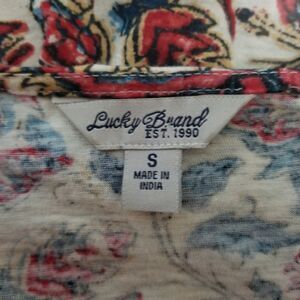 Lucky Brand
EST. 1990
S
MADE IN
INDIA